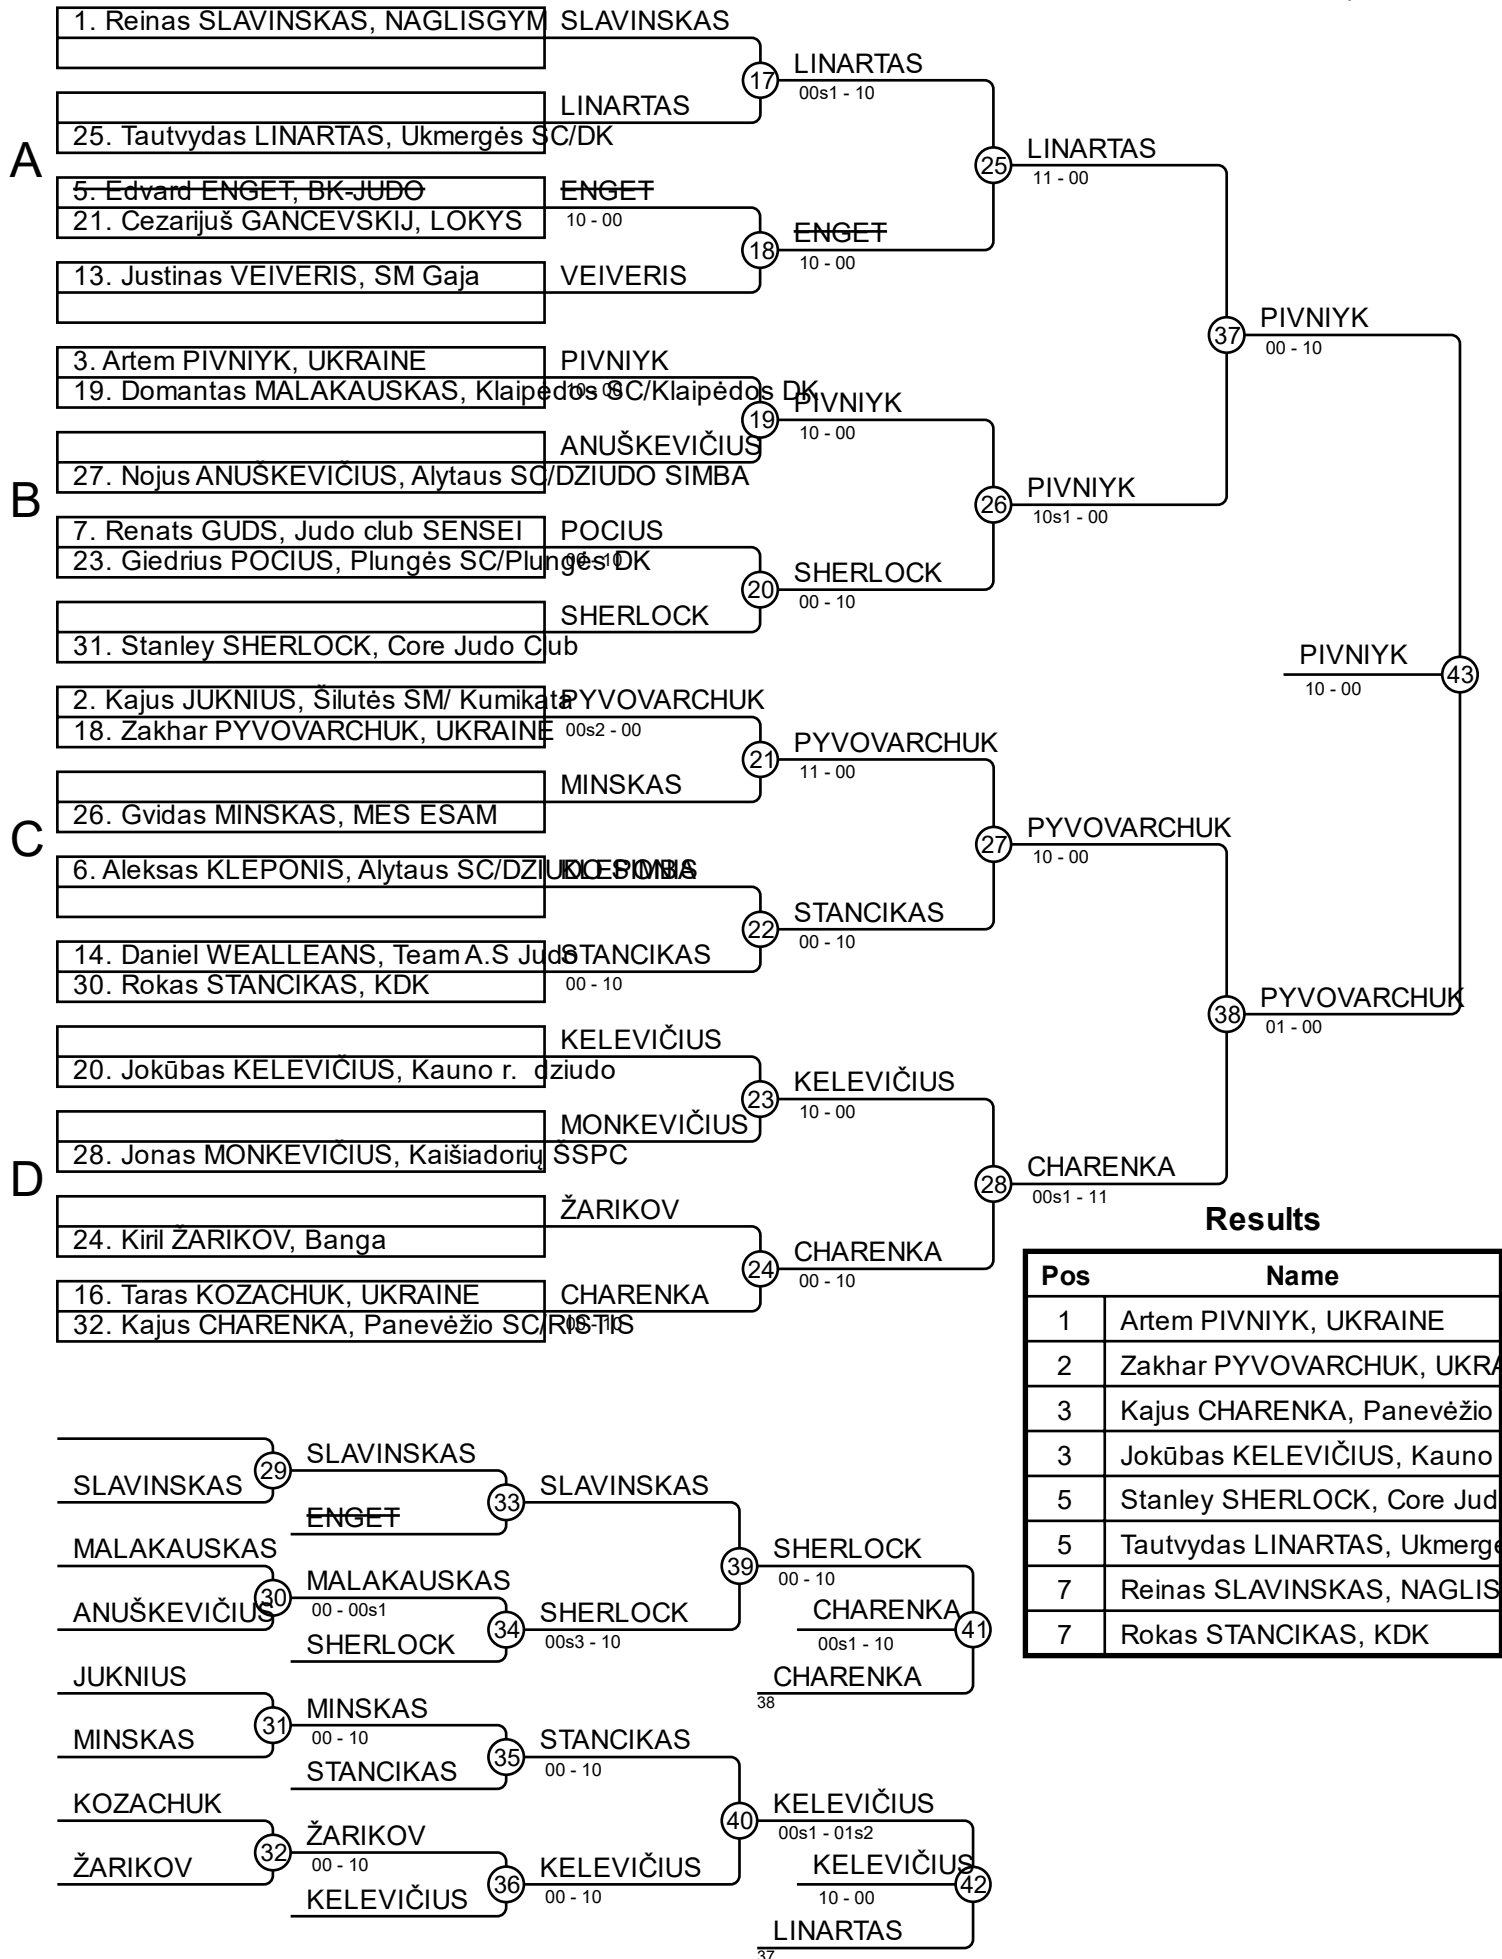 1. Reinas SLAVINSKAS, NAGLISGYM SLAVINSKAS
17 LINARTAS
00s1 - 10
LINARTAS
25. Tautvydas LINARTAS, Ukmergės SC/DK
A
25 LINARTAS
11 - 00
5. Edvard ENGET, BK-JUDO ENGET
21. Cezarijuš GANCEVSKIJ, LOKYS 10 - 00
18 ENGET
10 - 00
13. Justinas VEIVERIS, SM Gaja VEIVERIS
37 PIVNIYK
00 - 10
3. Artem PIVNIYK, UKRAINE PIVNIYK
19. Domantas MALAKAUSKAS, Klaipėdos SC/Klaipėdos DK 10 - 00
19 PIVNIYK
10 - 00
ANUŠKEVIČIUS
27. Nojus ANUŠKEVIČIUS, Alytaus SC/DZIUDO SIMBA
B
26 PIVNIYK
10s1 - 00
7. Renats GUDS, Judo club SENSEI POCIUS
23. Giedrius POCIUS, Plungės SC/Plungės DK 00 - 10
20 SHERLOCK
00 - 10
SHERLOCK
31. Stanley SHERLOCK, Core Judo Club
PIVNIYK 43
10 - 00
2. Kajus JUKNIUS, Šilutės SM/ Kumikata PYVOVARCHUK
18. Zakhar PYVOVARCHUK, UKRAINE 00s2 - 00
21 PYVOVARCHUK
11 - 00
MINSKAS
26. Gvidas MINSKAS, MES ESAM
C
27 PYVOVARCHUK
10 - 00
6. Aleksas KLEPONIS, Alytaus SC/DZIUDO SIMBA KLEPONIS
22 STANCIKAS
00 - 10
14. Daniel WEALLEANS, Team A.S Judo STANCIKAS
30. Rokas STANCIKAS, KDK 00 - 10
38 PYVOVARCHUK
01 - 00
KELEVIČIUS
20. Jokūbas KELEVIČIUS, Kauno r. dziudo
23 KELEVIČIUS
10 - 00
MONKEVIČIUS
28. Jonas MONKEVIČIUS, Kaišiadorių ŠSPC
D
28 CHARENKA
00s1 - 11
ŽARIKOV
24. Kiril ŽARIKOV, Banga
24 CHARENKA
00 - 10
16. Taras KOZACHUK, UKRAINE CHARENKA
32. Kajus CHARENKA, Panevėžio SC/RISTIS 00 - 10
Results
Pos Name
1 Artem PIVNIYK, UKRAINE
2 Zakhar PYVOVARCHUK, UKRA
3 Kajus CHARENKA, Panevėžio
3 Jokūbas KELEVIČIUS, Kauno
5 Stanley SHERLOCK, Core Jud
5 Tautvydas LINARTAS, Ukmergė
7 Reinas SLAVINSKAS, NAGLIS
7 Rokas STANCIKAS, KDK
29 SLAVINSKAS
SLAVINSKAS
33 SLAVINSKAS
ENGET
MALAKAUSKAS
39 SHERLOCK
00 - 10
30 MALAKAUSKAS
00 - 00s1
ANUŠKEVIČIUS
34 SHERLOCK
00s3 - 10
SHERLOCK
CHARENKA 41
00s1 - 10
CHARENKA
38
JUKNIUS
31 MINSKAS
00 - 10
MINSKAS
35 STANCIKAS
00 - 10
STANCIKAS
KOZACHUK
40 KELEVIČIUS
00s1 - 01s2
32 ŽARIKOV
00 - 10
ŽARIKOV
36 KELEVIČIUS
00 - 10
KELEVIČIUS
KELEVIČIUS 42
10 - 00
LINARTAS
37